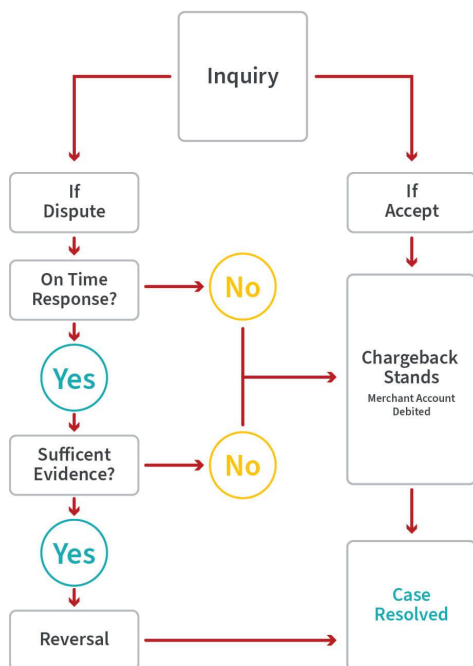 Inquiry
If
Dispute
If
Accept
On Time
Response?
No
Chargeback
Stands
Merchant Account
Debited
Yes
Sufficent
Evidence?
No
Yes
Case
Resolved
Reversal